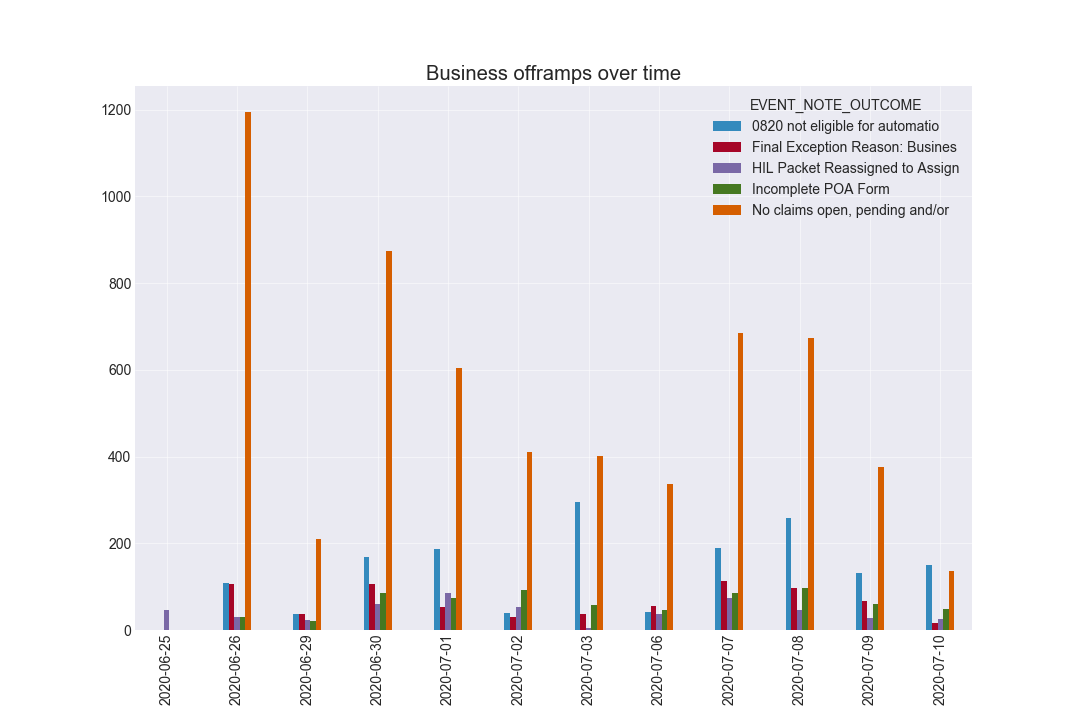 Business offramps over time
EVENT_NOTE_OUTCOME
0820 not eligible for automatio
Final Exception Reason: Busines
HIL Packet Reassigned to Assign
Incomplete POA Form
No claims open, pending and/or
1200
1000
800
600
400
200
0
2020-06-25
2020-06-26
2020-06-29
2020-06-30
2020-07-01
2020-07-02
2020-07-03
2020-07-06
2020-07-07
2020-07-08
2020-07-09
2020-07-10